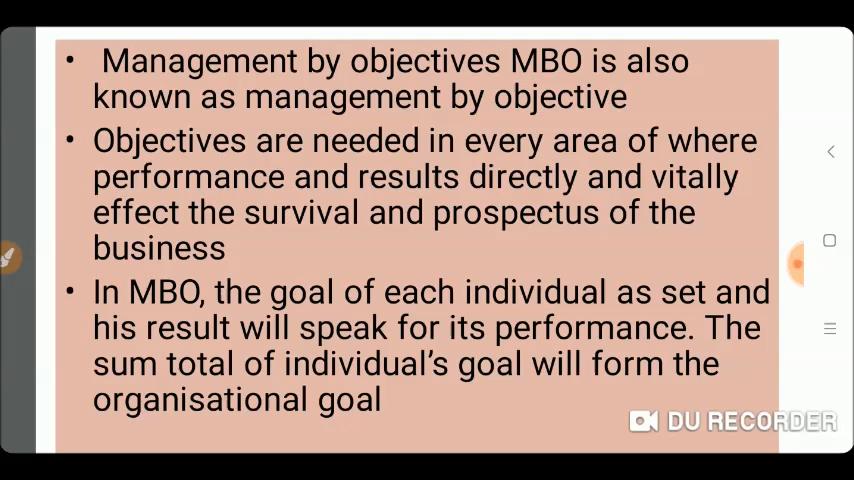 • Management by objectives MBO is also
known as management by objective
• Objectives are needed in every area of where
performance and results directly and vitally
effect the survival and prospectus of the
business
• In MBO, the goal of each individual as set and
his result will speak for its performance. The
sum total of individual's goal will form the
organisational goal
DU RECORDER